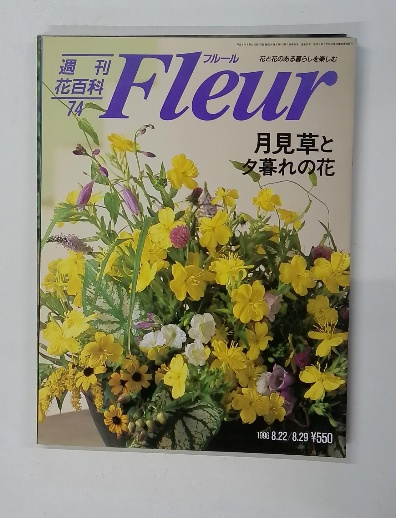 週刊
花百科
74
フルール
Fleur
花と花のある暮らしを楽しむ
月見草と
夕暮れの花
1996 8.22/8.29 ¥550